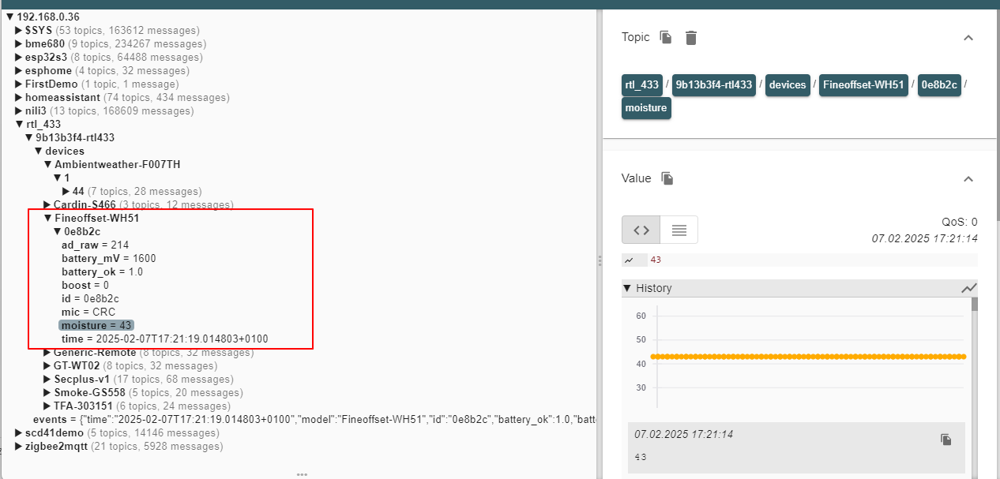 ▼ 192.168.0.36
▶ $SYS (53 topics, 163612 messages)
▶ bme680 (9 topics, 234267 messages)
▶ esp32s3 (8 topics, 64488 messages)
▶ esphome (4 topics, 32 messages)
▶ FirstDemo (1 topic, 1 message)
▶ homeassistant (74 topics, 434 messages)
▶ nili3 (13 topics, 168609 messages)
▼ rtl_433
▼ 9b13b3f4-rtl433
▼ devices
▼ Ambientweather-F007TH
▼ 1
▶ 44 (7 topics, 28 messages)
▶ Cardin-S466 (3 topics, 12 messages)
▼ Fineoffset-WH51
▼ 0e8b2c
ad_raw = 214
battery_mV = 1600
battery_ok = 1.0
boost = 0
id = 0e8b2c
mic = CRC
moisture = 43
time = 2025-02-07T17:21:19.014803+0100
▶ Generic-Remote (8 topics, 32 messages)
▶ GT-WT02 (8 topics, 32 messages)
▶ Secplus-v1 (17 topics, 68 messages)
▶ Smoke-GS558 (5 topics, 20 messages)
▶ TFA-303151 (6 topics, 24 messages)
events = {"time":"2025-02-07T17:21:19.014803+0100","model":"Fineoffset-WH51","id":"0e8b2c","battery_ok":1.0,"batt
▶ scd41demo (5 topics, 14146 messages)
▶ zigbee2mqtt (21 topics, 5928 messages)
Topic
rtl_433 / 9b13b3f4-rtl433 / devices / Fineoffset-WH51 / 0e8b2c /
moisture
Value
QoS: 0
07.02.2025 17:21:14
43
▼ History
60
50
40
30
07.02.2025 17:21:14
43